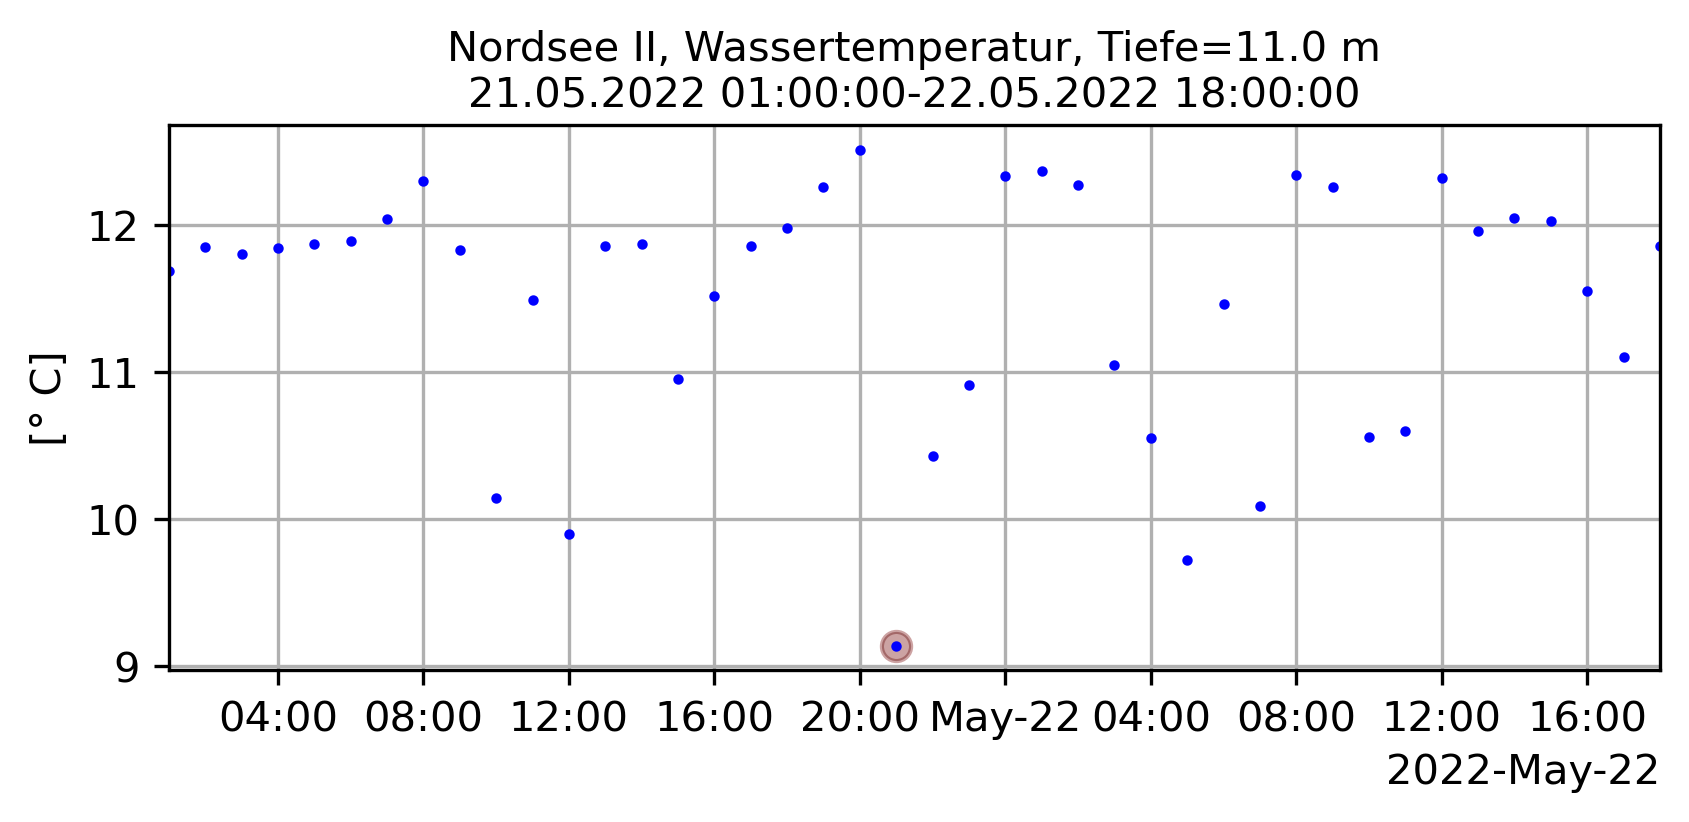 Nordsee II, Wassertemperatur, Tiefe=11.0 m
21.05.2022 01:00:00-22.05.2022 18:00:00
[° C]
12
11
10
9
04:00 08:00 12:00 16:00 20:00 May-22 04:00 08:00 12:00 16:00
2022-May-22